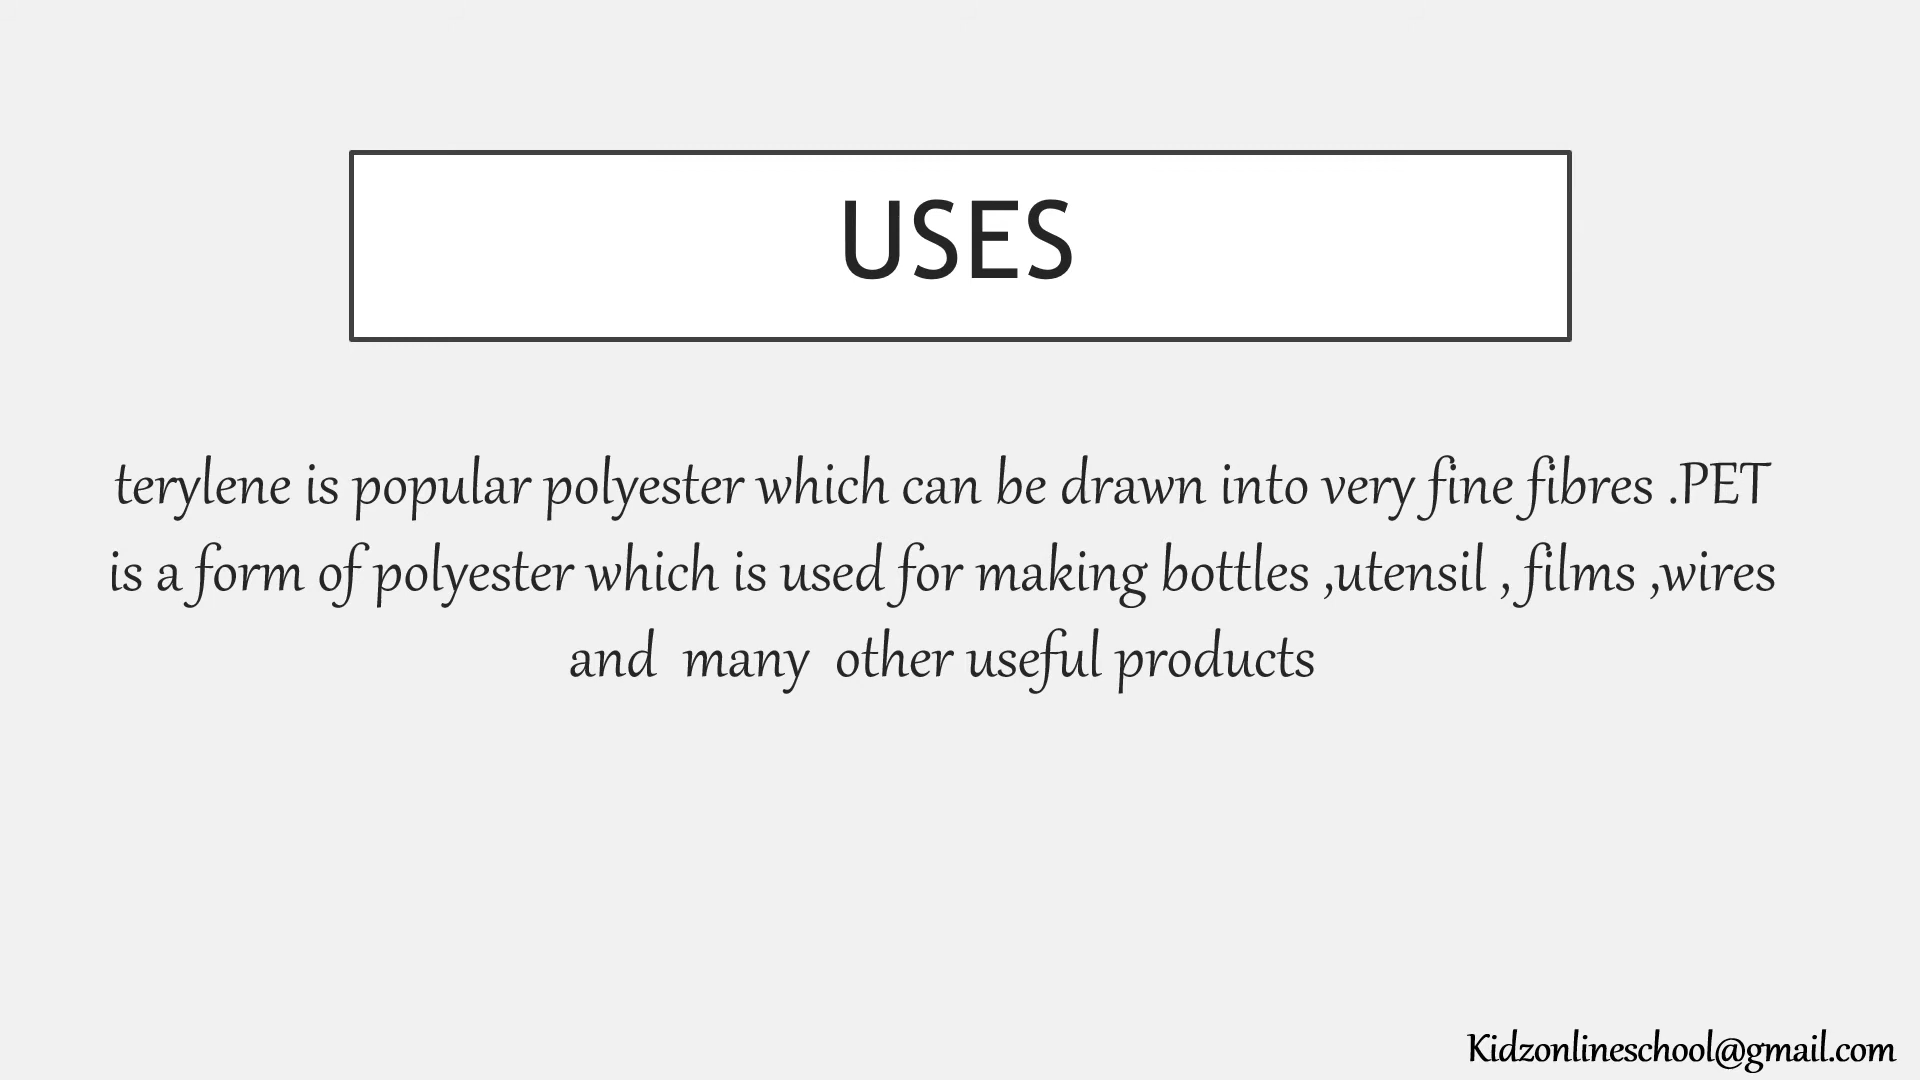 USES
terylene is popular polyester which can be drawn into very fine fibres .PET
is a form of polyester which is used for making bottles ,utensil , films ,wires
and  many  other useful products
Kidzonlineschool@gmail.com